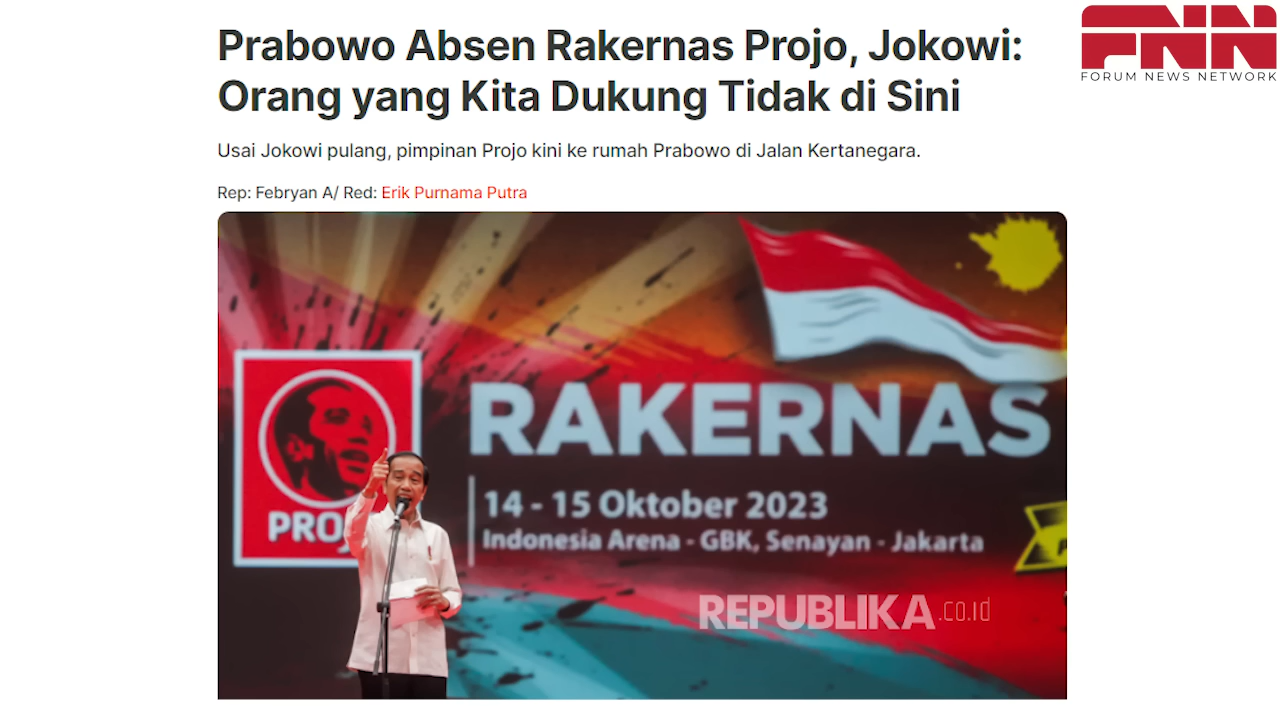 Prabowo Absen Rakernas Projo, Jokowi:
Orang yang Kita Dukung Tidak di Sini
FNN
FORUM NEWS NETWORK
Usai Jokowi pulang, pimpinan Projo kini ke rumah Prabowo di Jalan Kertanegara.
Rep: Febryan A/ Red: Erik Purnama Putra
RAKERNAS
14 - 15 Oktober 2023
Indonesia Arena - GBK, Senayan - Jakarta
REPUBLIKA.co.id